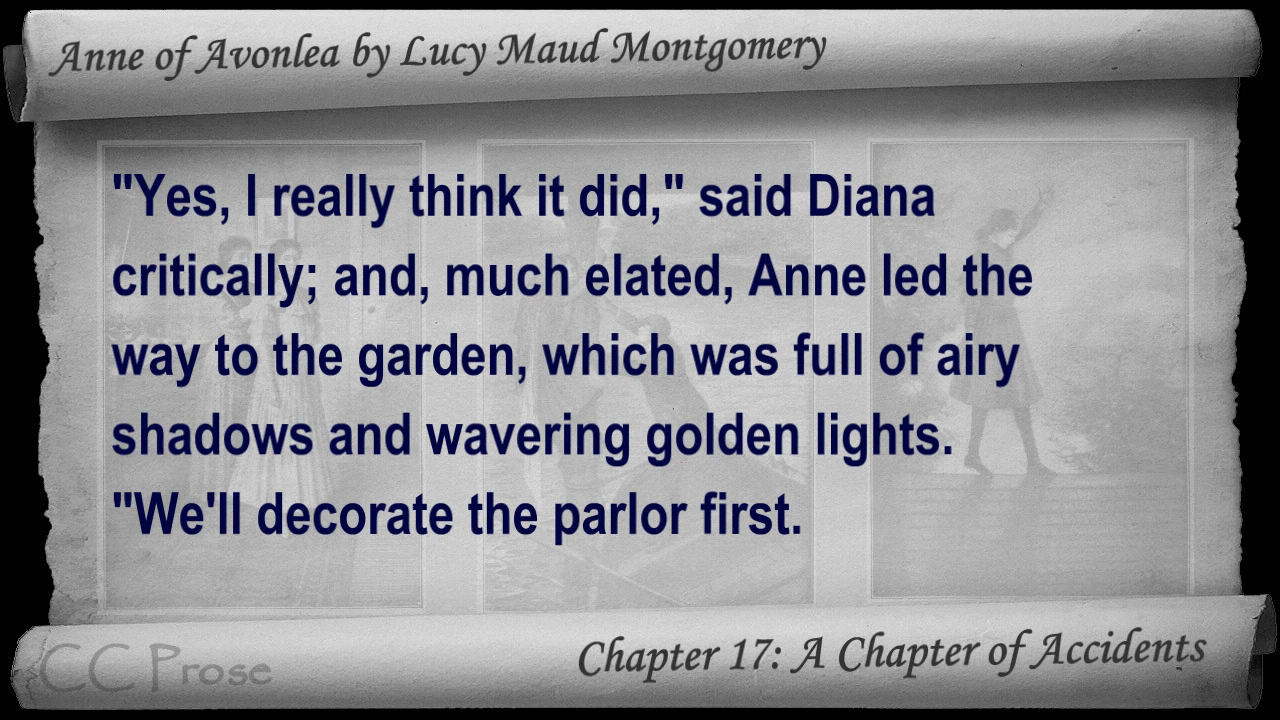 Anne of Avonlea by Lucy Maud Montgomery
"Yes, I really think it did," said Diana
critically; and, much elated, Anne led the
way to the garden, which was full of airy
shadows and wavering golden lights.
"We'll decorate the parlor first.
CC Prose
Chapter 17: A Chapter of Accidents